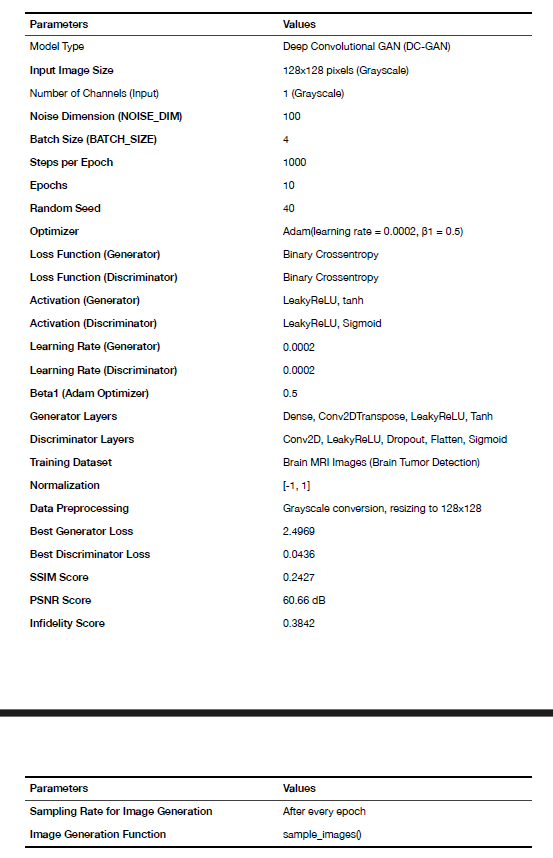 Parameters Values
Model Type Deep Convolutional GAN (DC-GAN)
Input Image Size 128x128 pixels (Grayscale)
Number of Channels (Input) 1 (Grayscale)
Noise Dimension (NOISE_DIM) 100
Batch Size (BATCH_SIZE) 4
Steps per Epoch 1000
Epochs 10
Random Seed 40
Optimizer Adam(learning rate = 0.0002, β1 = 0.5)
Loss Function (Generator) Binary Crossentropy
Loss Function (Discriminator) Binary Crossentropy
Activation (Generator) LeakyReLU, tanh
Activation (Discriminator) LeakyReLU, Sigmoid
Learning Rate (Generator) 0.0002
Learning Rate (Discriminator) 0.0002
Beta1 (Adam Optimizer) 0.5
Generator Layers Dense, Conv2DTranspose, LeakyReLU, Tanh
Discriminator Layers Conv2D, LeakyReLU, Dropout, Flatten, Sigmoid
Training Dataset Brain MRI Images (Brain Tumor Detection)
Normalization [-1, 1]
Data Preprocessing Grayscale conversion, resizing to 128x128
Best Generator Loss 2.4969
Best Discriminator Loss 0.0436
SSIM Score 0.2427
PSNR Score 60.66 dB
Infidelity Score 0.3842
Parameters Values
Sampling Rate for Image Generation After every epoch
Image Generation Function sample_images()